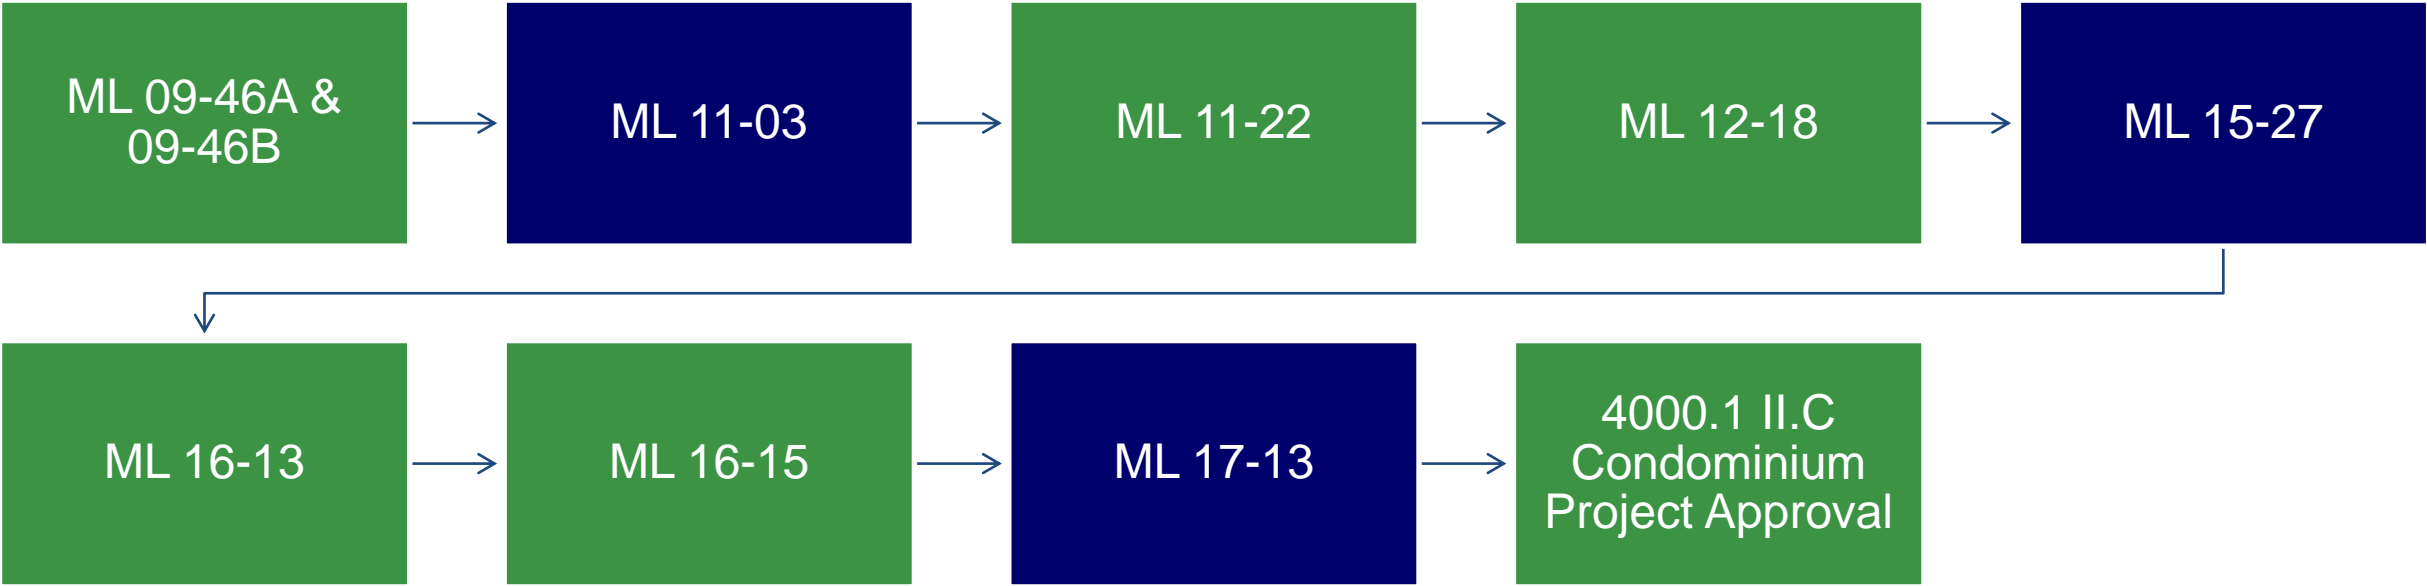 ML 09-46A &
09-46B
ML 11-03
ML 11-22
ML 12-18
ML 15-27
ML 16-13
ML 16-15
ML 17-13
4000.1 II.C
Condominium
Project Approval